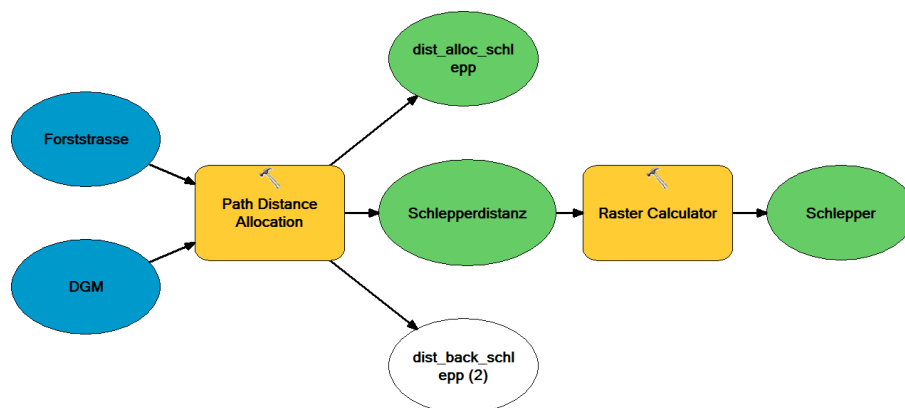 dist_alloc_schl
epp
Forststrasse
Path Distance
Allocation
Schlepperdistanz
Raster Calculator
Schlepper
DGM
dist_back_schl
epp (2)